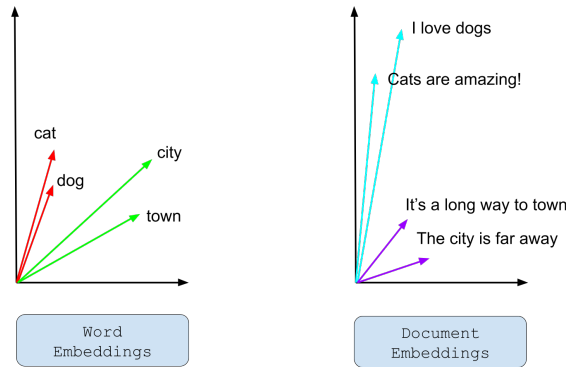 cat
dog
city
town
Word
Embeddings
I love dogs
Cats are amazing!
It's a long way to town
The city is far away
Document
Embeddings